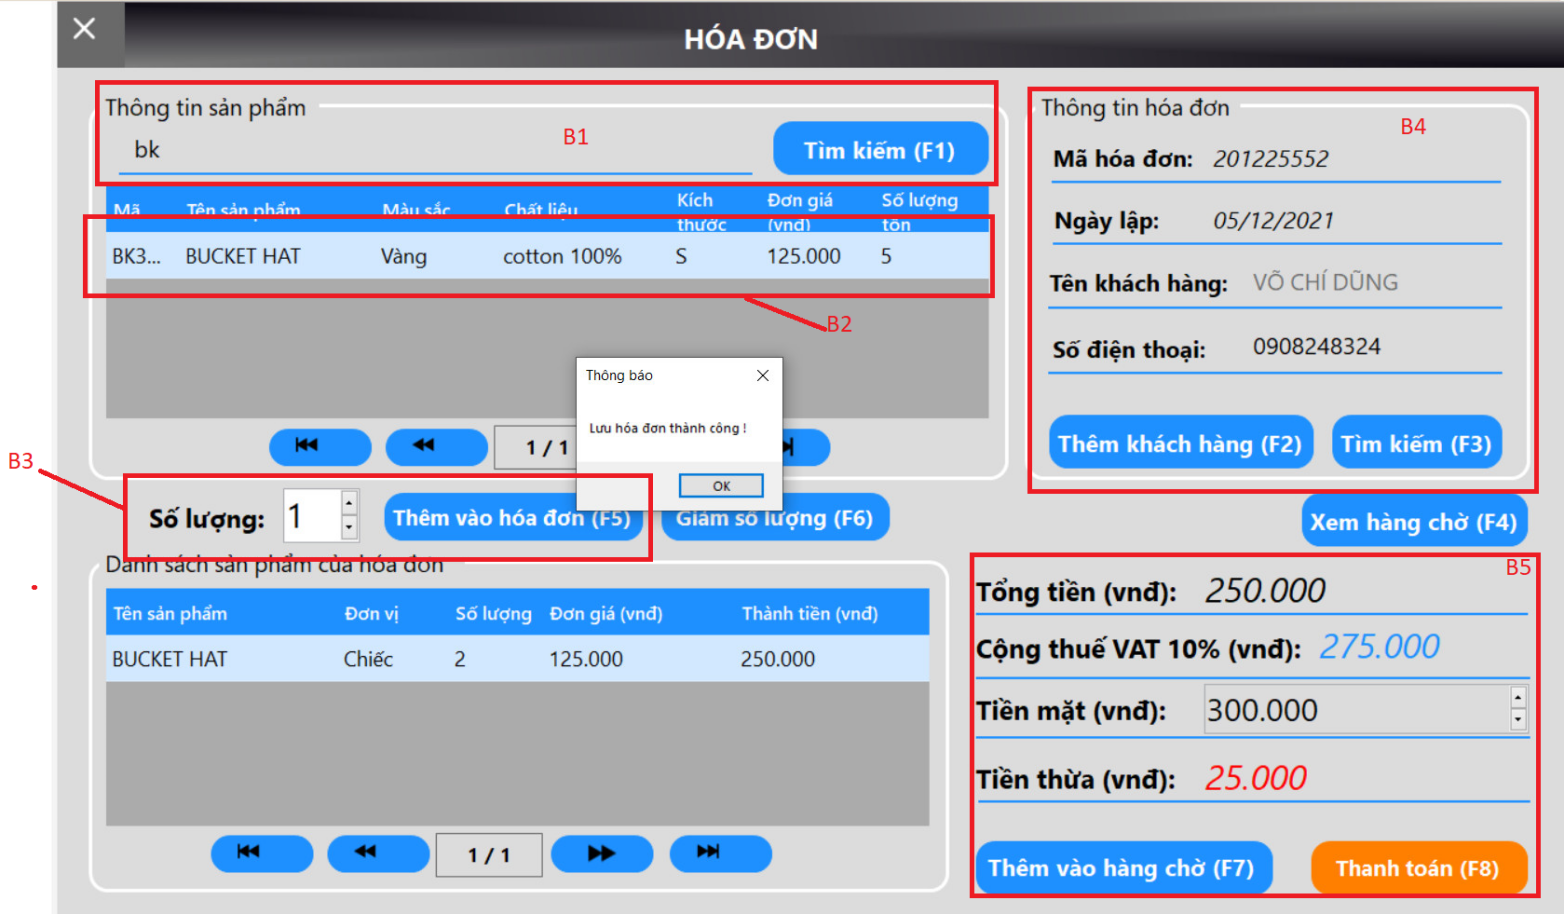 HÓA ĐƠN
Thông tin sản phẩm
B1
bk
Tìm kiếm (F1)
Mã Tên sản phẩm Màu sắc Chất liệu Kích thước Đơn giá (vnđ) Số lượng tồn
BK3... BUCKET HAT Vàng cotton 100% S 125.000 5
B2
1 / 1
B3
Số lượng: 1
Thêm vào hóa đơn (F5)
Giảm số lượng (F6)
Thông báo
Lưu hóa đơn thành công !
OK
Thông tin hóa đơn
B4
Mã hóa đơn: 201225552
Ngày lập: 05/12/2021
Tên khách hàng: VÕ CHÍ DŨNG
Số điện thoại: 0908248324
Thêm khách hàng (F2)
Tìm kiếm (F3)
Xem hàng chờ (F4)
Danh sách sản phẩm của hóa đơn
Tên sản phẩm Đơn vị Số lượng Đơn giá (vnđ) Thành tiền (vnđ)
BUCKET HAT Chiếc 2 125.000 250.000
1 / 1
B5
Tổng tiền (vnđ): 250.000
Cộng thuế VAT 10% (vnđ): 275.000
Tiền mặt (vnđ): 300.000
Tiền thừa (vnđ): 25.000
Thêm vào hàng chờ (F7)
Thanh toán (F8)